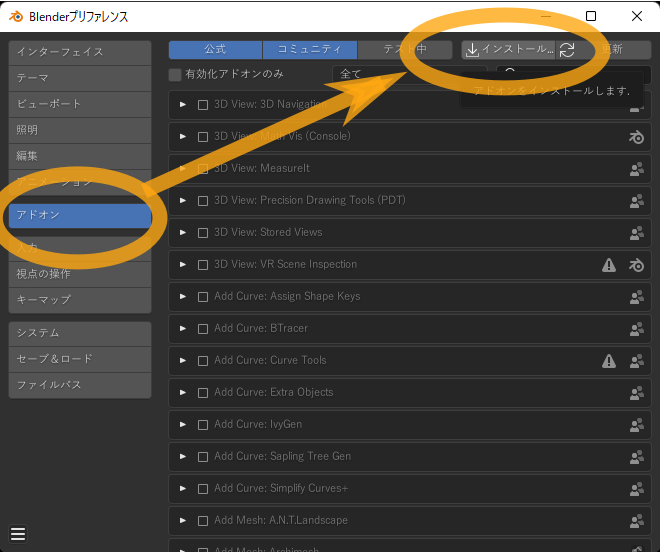 Blenderプリファレンス
インターフェイス
テーマ
ビューポート
照明
編集
アニメーション
アドオン
入力
視点の操作
キーマップ
システム
セーブ＆ロード
ファイルパス
公式 コミュニティ テスト中 インストール... 更新
有効化アドオンのみ 全て
アドオンをインストールします.
3D View: 3D Navigation
3D View: Math Vis (Console)
3D View: MeasureIt
3D View: Precision Drawing Tools (PDT)
3D View: Stored Views
3D View: VR Scene Inspection
Add Curve: Assign Shape Keys
Add Curve: BTracer
Add Curve: Curve Tools
Add Curve: Extra Objects
Add Curve: IvyGen
Add Curve: Sapling Tree Gen
Add Curve: Simplify Curves+
Add Mesh: A.N.T.Landscape
Add Mesh: Archimesh